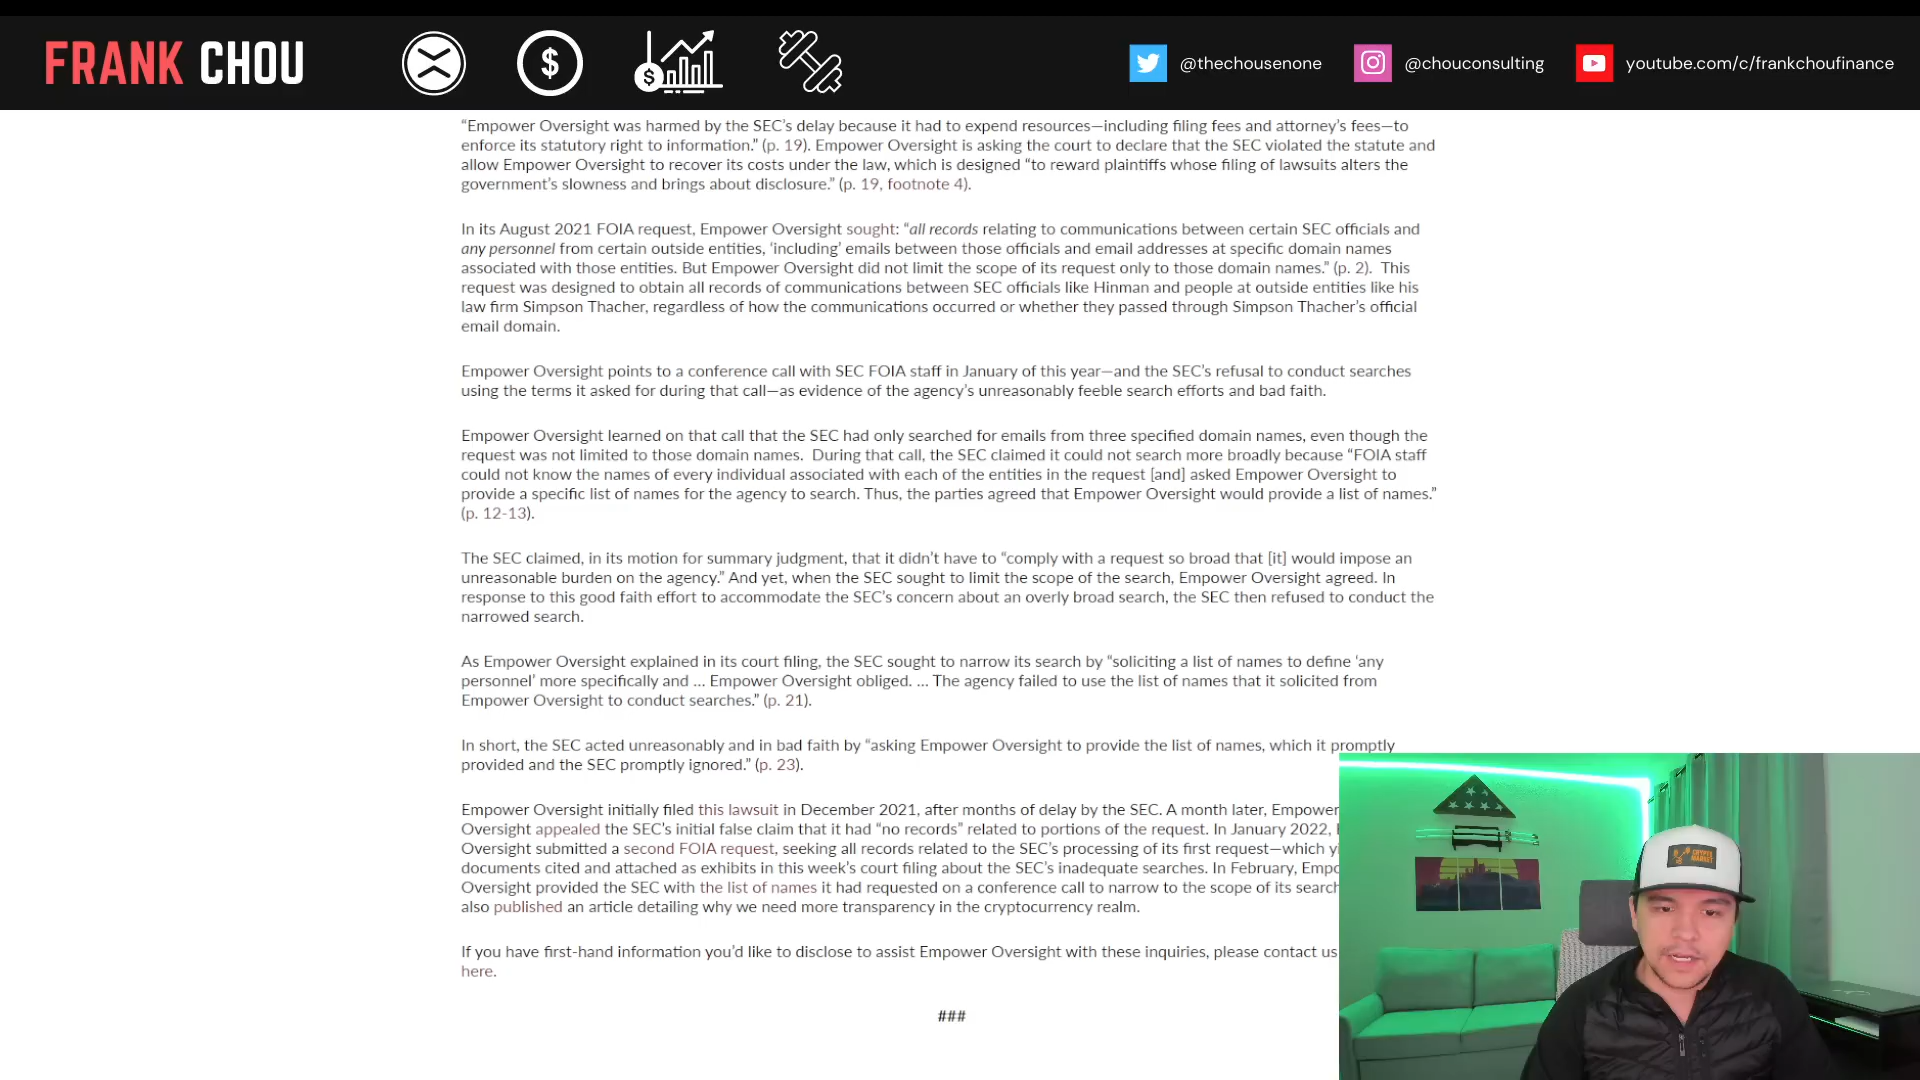 FRANK CHOU
@thechousenone
@chouconsulting
youtube.com/c/frankchoufinance
“Empower Oversight was harmed by the SEC’s delay because it had to expend resources—including filing fees and attorney’s fees—to
enforce its statutory right to information.” (p. 19). Empower Oversight is asking the court to declare that the SEC violated the statute and
allow Empower Oversight to recover its costs under the law, which is designed “to reward plaintiffs whose filing of lawsuits alters the
government’s slowness and brings about disclosure.” (p. 19, footnote 4).
In its August 2021 FOIA request, Empower Oversight sought: “all records relating to communications between certain SEC officials and
any personnel from certain outside entities, ‘including’ emails between those officials and email addresses at specific domain names
associated with those entities. But Empower Oversight did not limit the scope of its request only to those domain names.” (p. 2). This
request was designed to obtain all records of communications between SEC officials like Hinman and people at outside entities like his
law firm Simpson Thacher, regardless of how the communications occurred or whether they passed through Simpson Thacher’s official
email domain.
Empower Oversight points to a conference call with SEC FOIA staff in January of this year—and the SEC’s refusal to conduct searches
using the terms it asked for during that call—as evidence of the agency’s unreasonably feeble search efforts and bad faith.
Empower Oversight learned on that call that the SEC had only searched for emails from three specified domain names, even though the
request was not limited to those domain names. During that call, the SEC claimed it could not search more broadly because “FOIA staff
could not know the names of every individual associated with each of the entities in the request [and] asked Empower Oversight to
provide a specific list of names for the agency to search. Thus, the parties agreed that Empower Oversight would provide a list of names.”
(p. 12-13).
The SEC claimed, in its motion for summary judgment, that it didn’t have to “comply with a request so broad that [it] would impose an
unreasonable burden on the agency.” And yet, when the SEC sought to limit the scope of the search, Empower Oversight agreed. In
response to this good faith effort to accommodate the SEC’s concern about an overly broad search, the SEC then refused to conduct the
narrowed search.
As Empower Oversight explained in its court filing, the SEC sought to narrow its search by “soliciting a list of names to define ‘any
personnel’ more specifically and ... Empower Oversight obliged. ... The agency failed to use the list of names that it solicited from
Empower Oversight to conduct searches.” (p. 21).
In short, the SEC acted unreasonably and in bad faith by “asking Empower Oversight to provide the list of names, which it promptly
provided and the SEC promptly ignored.” (p. 23).
Empower Oversight initially filed this lawsuit in December 2021, after months of delay by the SEC. A month later, Empower
Oversight appealed the SEC’s initial false claim that it had “no records” related to portions of the request. In January 2022,
Oversight submitted a second FOIA request, seeking all records related to the SEC’s processing of its first request—which
documents cited and attached as exhibits in this week’s court filing about the SEC’s inadequate searches. In February,
Oversight provided the SEC with the list of names it had requested on a conference call to narrow to the scope of its search
also published an article detailing why we need more transparency in the cryptocurrency realm.
If you have first-hand information you’d like to disclose to assist Empower Oversight with these inquiries, please contact us
here.
###